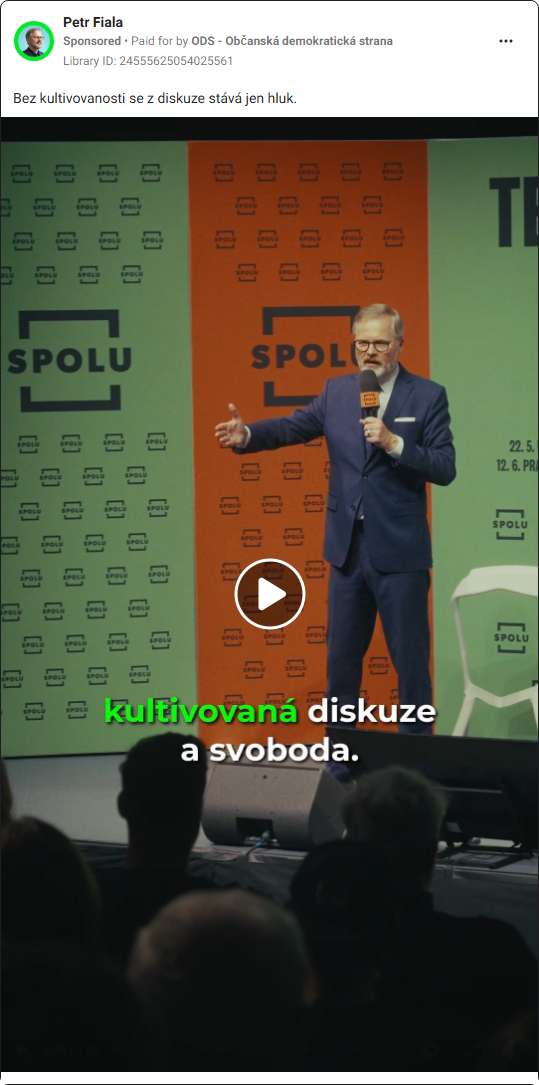 Petr Fiala
Sponsored • Paid for by ODS - Občanská demokratická strana
Library ID: 24555625054025561
Bez kultivovanosti se z diskuze stává jen hluk.
TE
SPOLU
SPOLU
22. 5.
12. 6. PRA
SPOLU
SPOLU
kultivovaná diskuze
a svoboda.